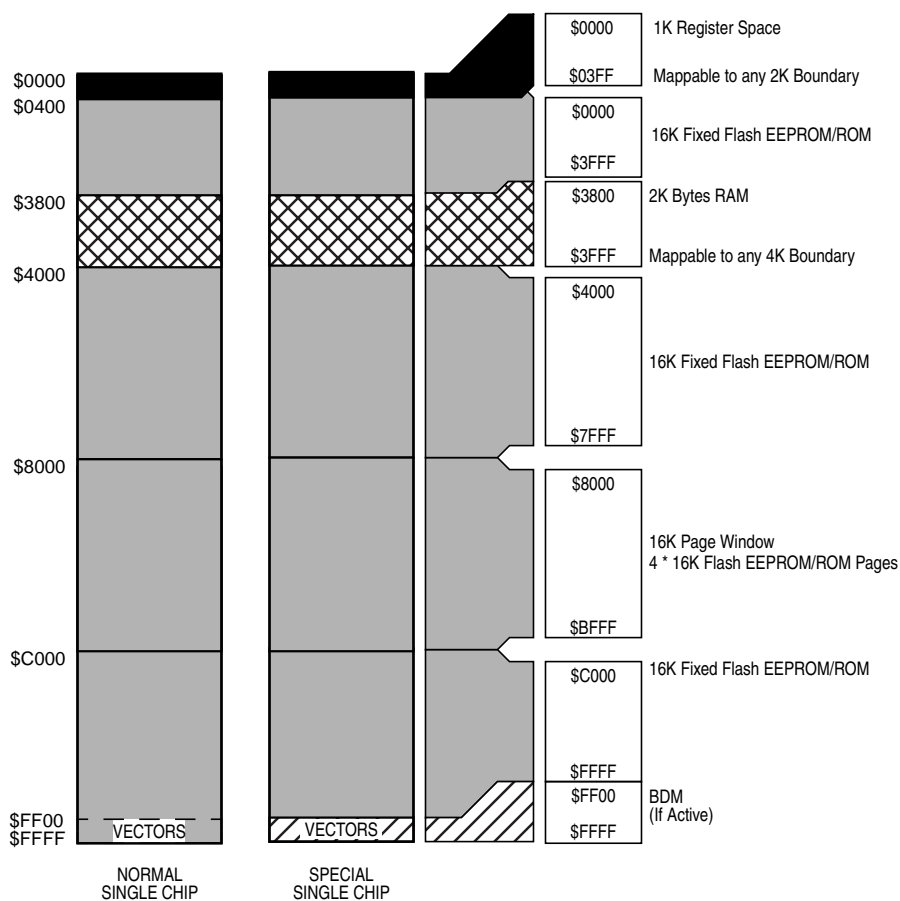 $0000
$0400
$3800
$4000
$8000
$C000
$FF00
$FFFF
VECTORS
NORMAL
SINGLE CHIP
VECTORS
SPECIAL
SINGLE CHIP
$0000
1K Register Space
$03FF
Mappable to any 2K Boundary
$0000
16K Fixed Flash EEPROM/ROM
$3FFF
$3800
2K Bytes RAM
$3FFF
Mappable to any 4K Boundary
$4000
16K Fixed Flash EEPROM/ROM
$7FFF
$8000
16K Page Window
4 * 16K Flash EEPROM/ROM Pages
$BFFF
$C000
16K Fixed Flash EEPROM/ROM
$FFFF
$FF00
BDM
(If Active)
$FFFF